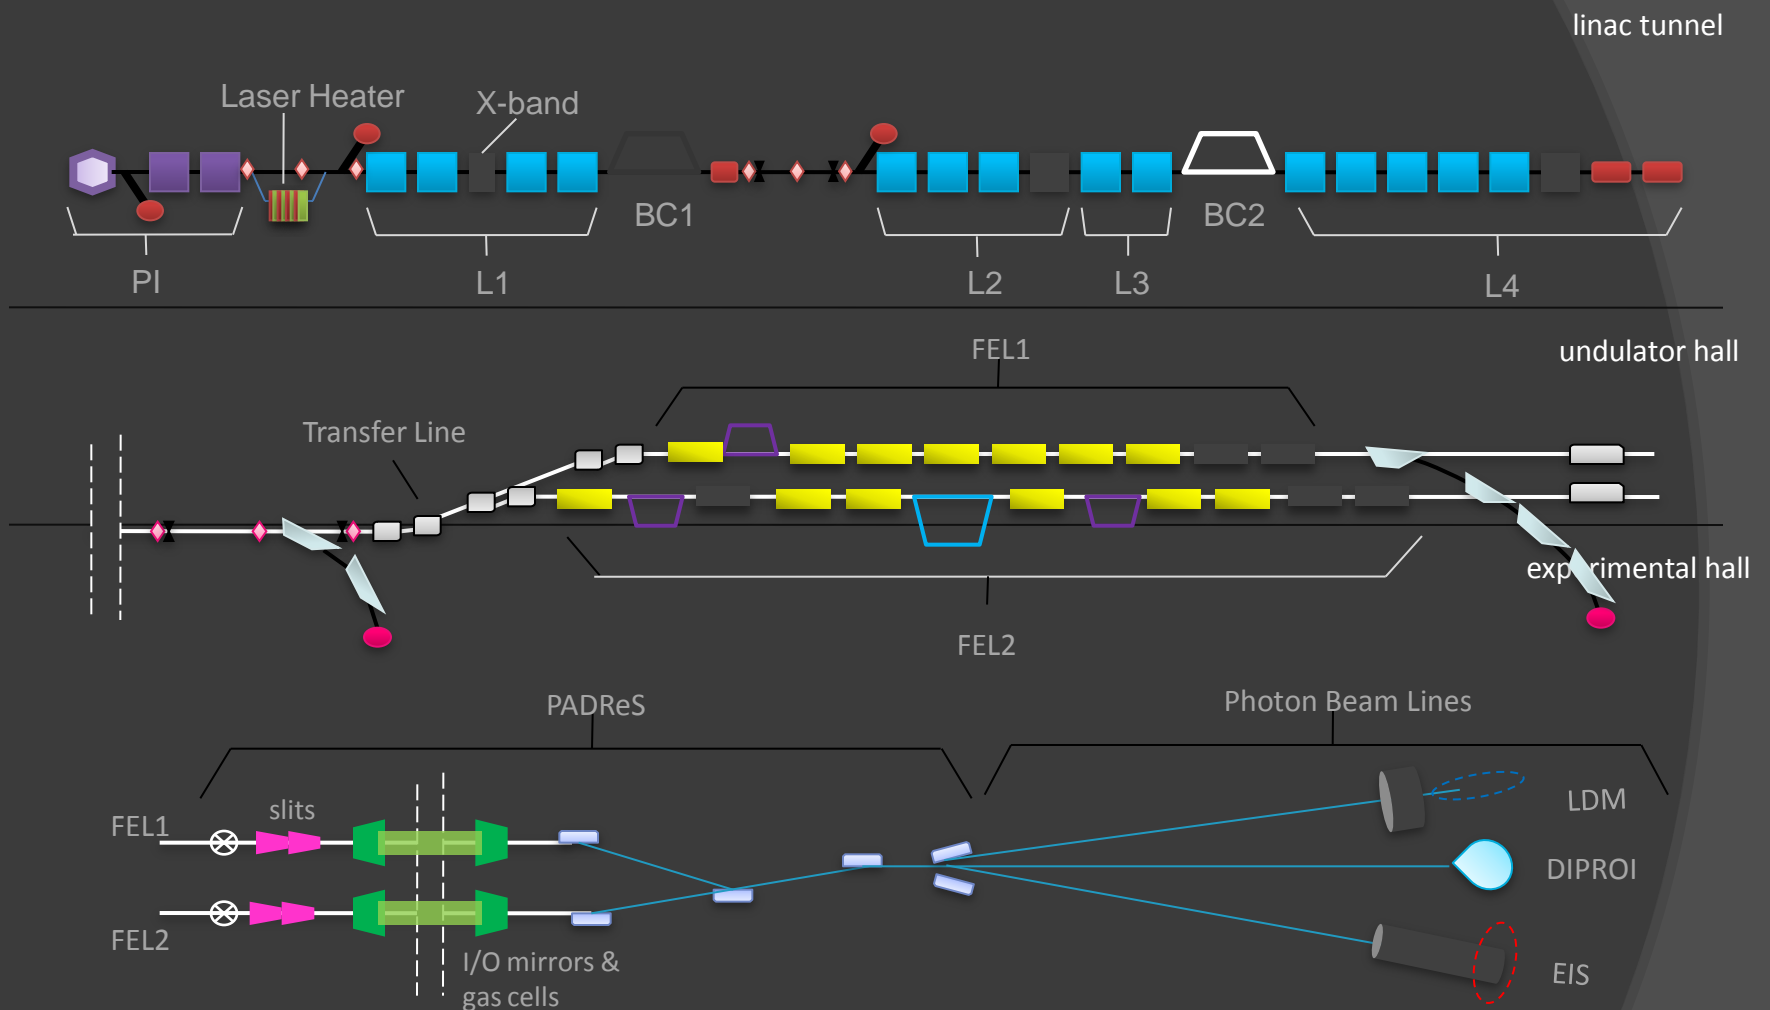 linac tunnel
Laser Heater
X-band
BC1
BC2
PI
L1
L2
L3
L4
FEL1
undulator hall
Transfer Line
experimental hall
FEL2
PADReS
Photon Beam Lines
slits
FEL1
LDM
DIPROI
FEL2
I/O mirrors &
gas cells
EIS